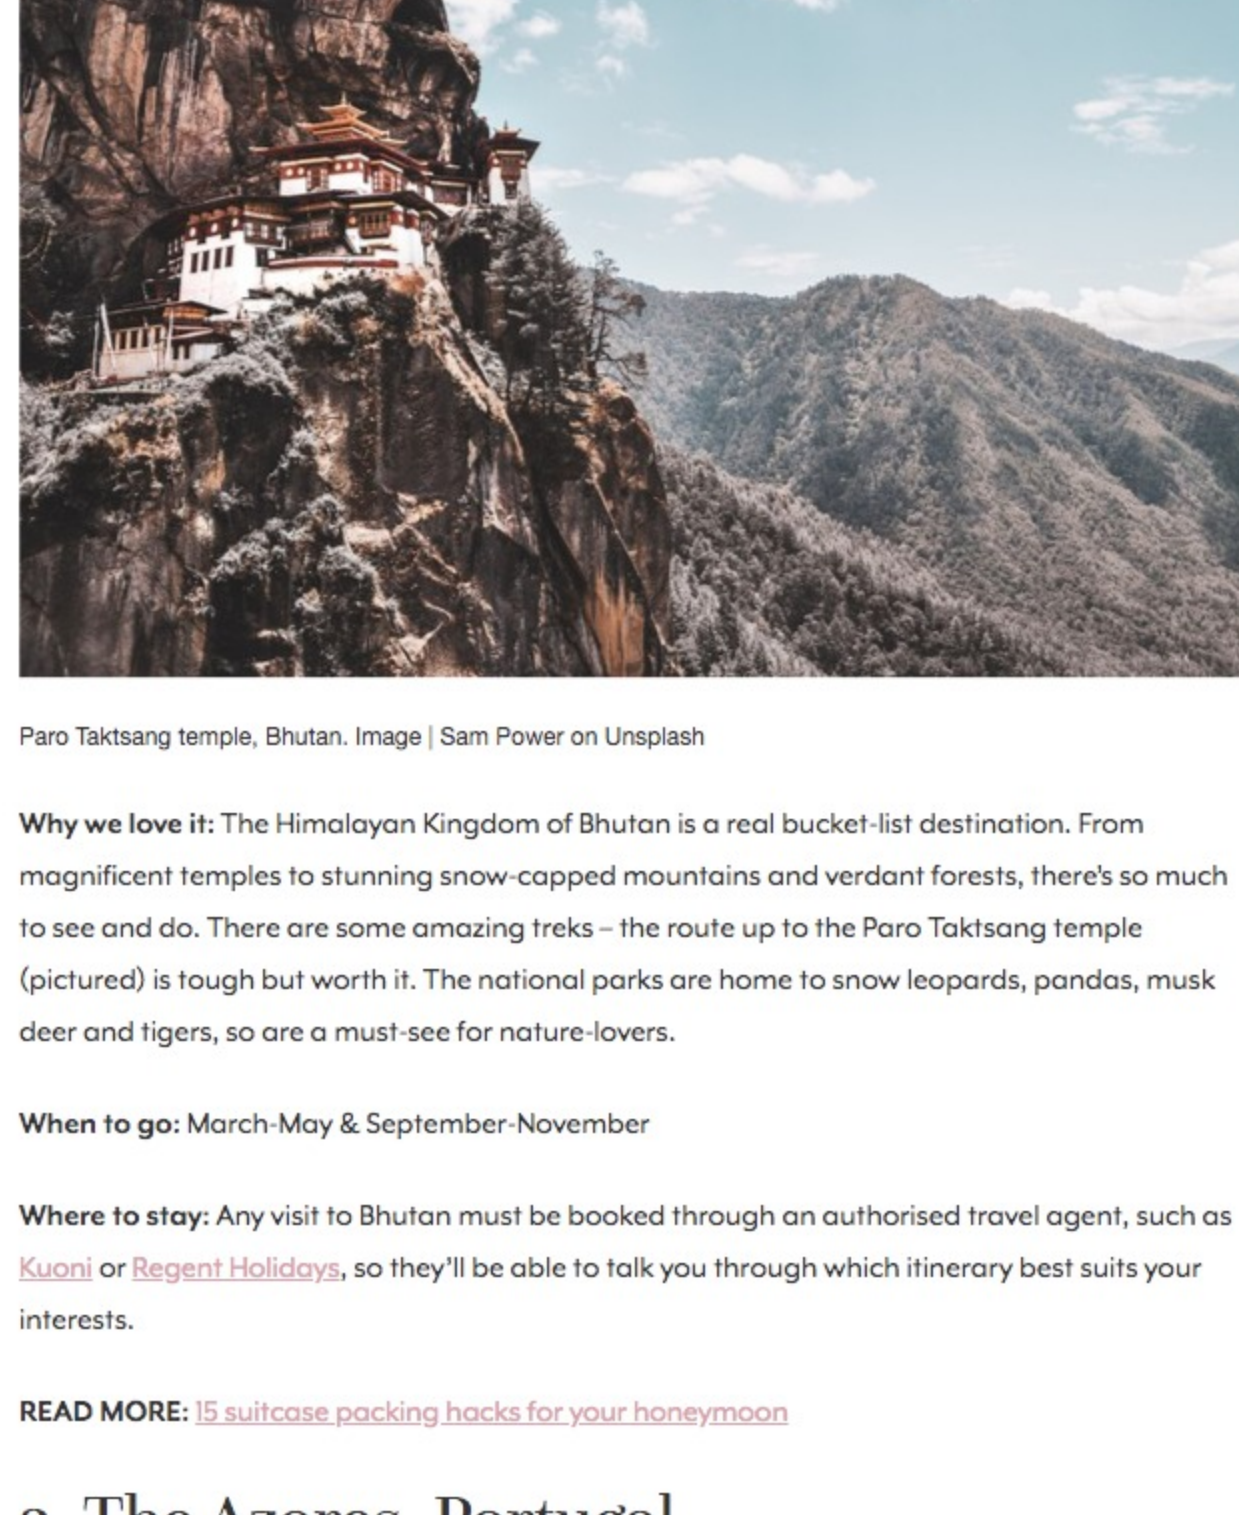 Paro Taktsang temple, Bhutan. Image | Sam Power on Unsplash
Why we love it: The Himalayan Kingdom of Bhutan is a real bucket-list destination. From
magnificent temples to stunning snow-capped mountains and verdant forests, there's so much
to see and do. There are some amazing treks – the route up to the Paro Taktsang temple
(pictured) is tough but worth it. The national parks are home to snow leopards, pandas, musk
deer and tigers, so are a must-see for nature-lovers.
When to go: March-May & September-November
Where to stay: Any visit to Bhutan must be booked through an authorised travel agent, such as
Kuoni or Regent Holidays, so they'll be able to talk you through which itinerary best suits your
interests.
READ MORE: 15 suitcase packing hacks for your honeymoon
The Azores, Portugal